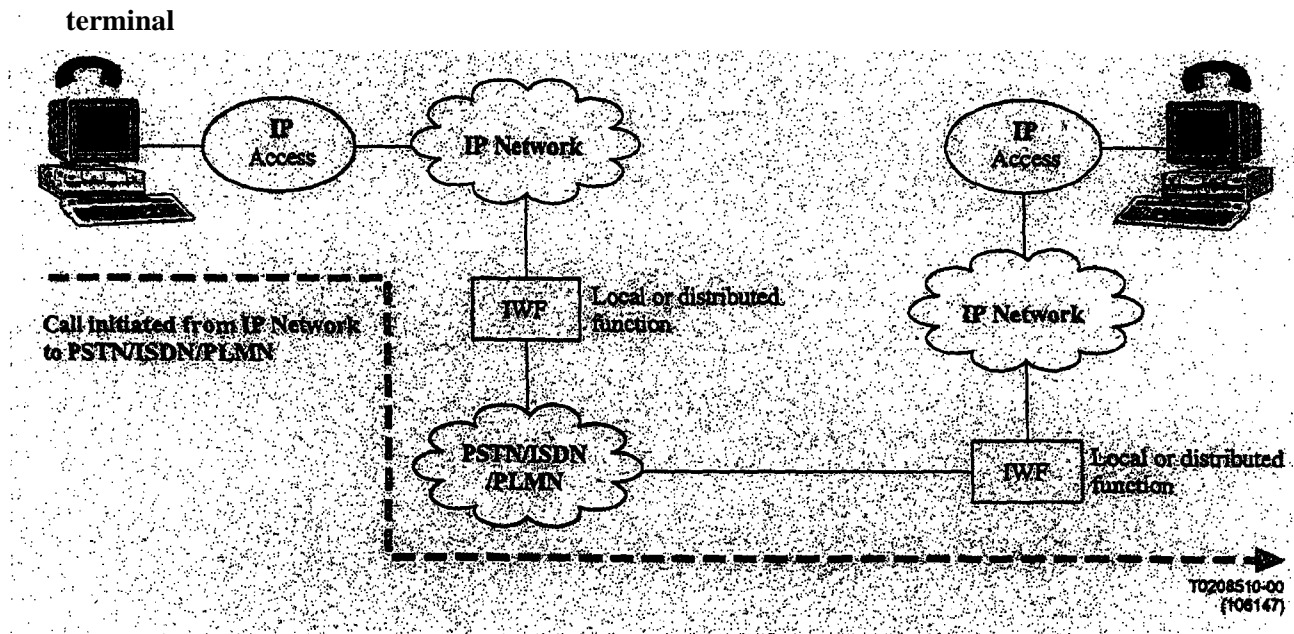 terminal
IP
Access
IP Network
IP
Access
IWF
Local or distributed
function
IP Network
Call initiated from IP Network
to PSTN/ISDN/PLMN
PSTN/ISDN
/PLMN
IWF
Local or distributed
function
T0208510-00
(106147)